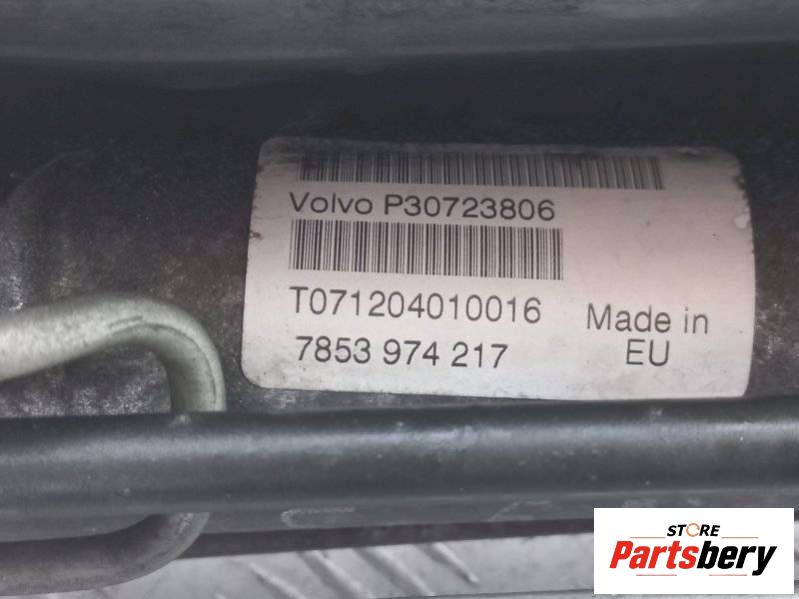 Volvo P30723806
T071204010016
7853 974 217
Made in
EU
STORE
Partsbery